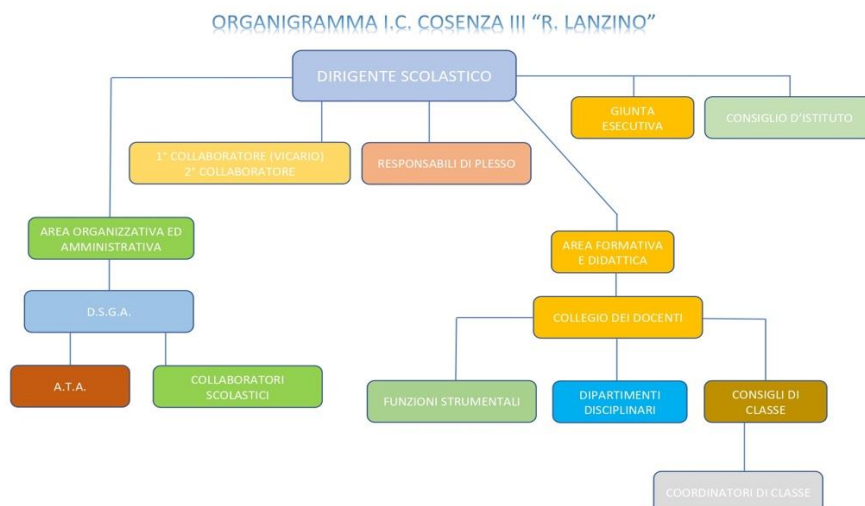 ORGANIGRAMMA I.C. COSENZA III “R. LANZINO”
DIRIGENTE SCOLASTICO
GIUNTA
ESECUTIVA
CONSIGLIO D'ISTITUTO
1° COLLABORATORE (VICARIO)
2° COLLABORATORE
RESPONSABILI DI PLESSO
AREA ORGANIZZATIVA ED
AMMINISTRATIVA
AREA FORMATIVA
E DIDATTICA
D.S.G.A.
COLLEGIO DEI DOCENTI
A.T.A.
COLLABORATORI
SCOLASTICI
FUNZIONI STRUMENTALI
DIPARTIMENTI
DISCIPLINARI
CONSIGLI DI
CLASSE
COORDINATORI DI CLASSE